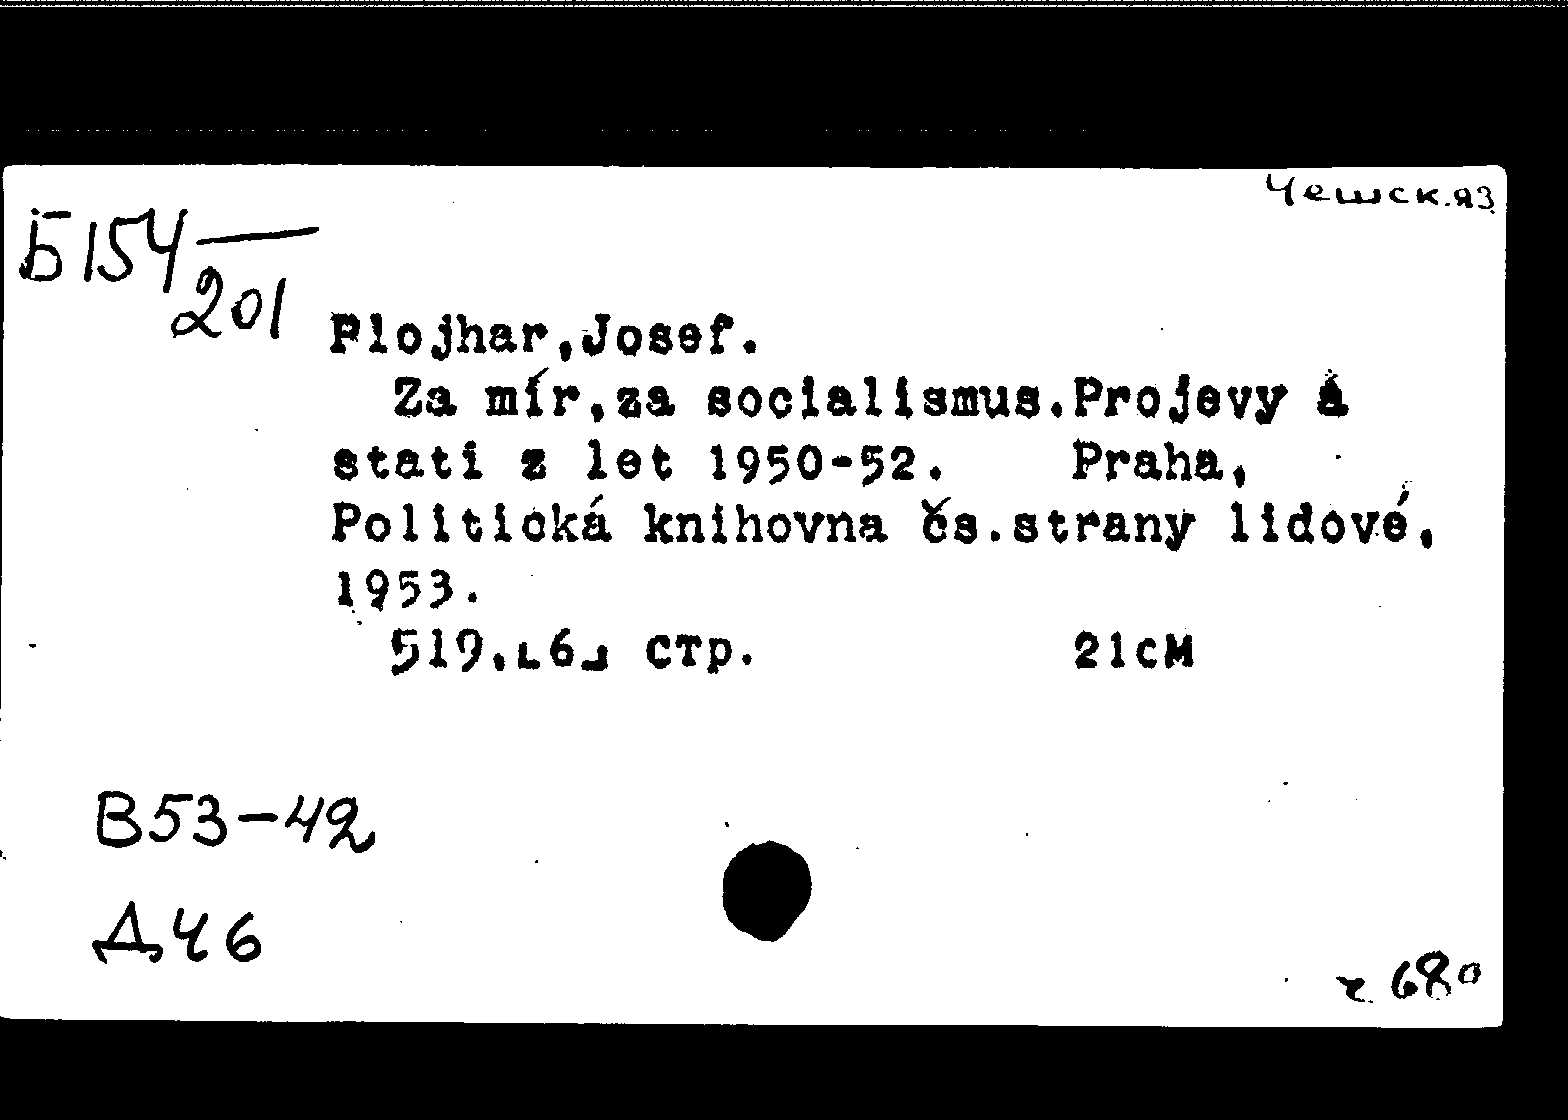 Чешск.яз
Б154
201
Plojhar,Josef.
Za mír,za socialismus.Projevy a
stati z let 1950-52. Praha,
Politická knihovna čs.strany lidové,
1953.
519,[6] стр. 21см
В53-42
Д46
ч 680